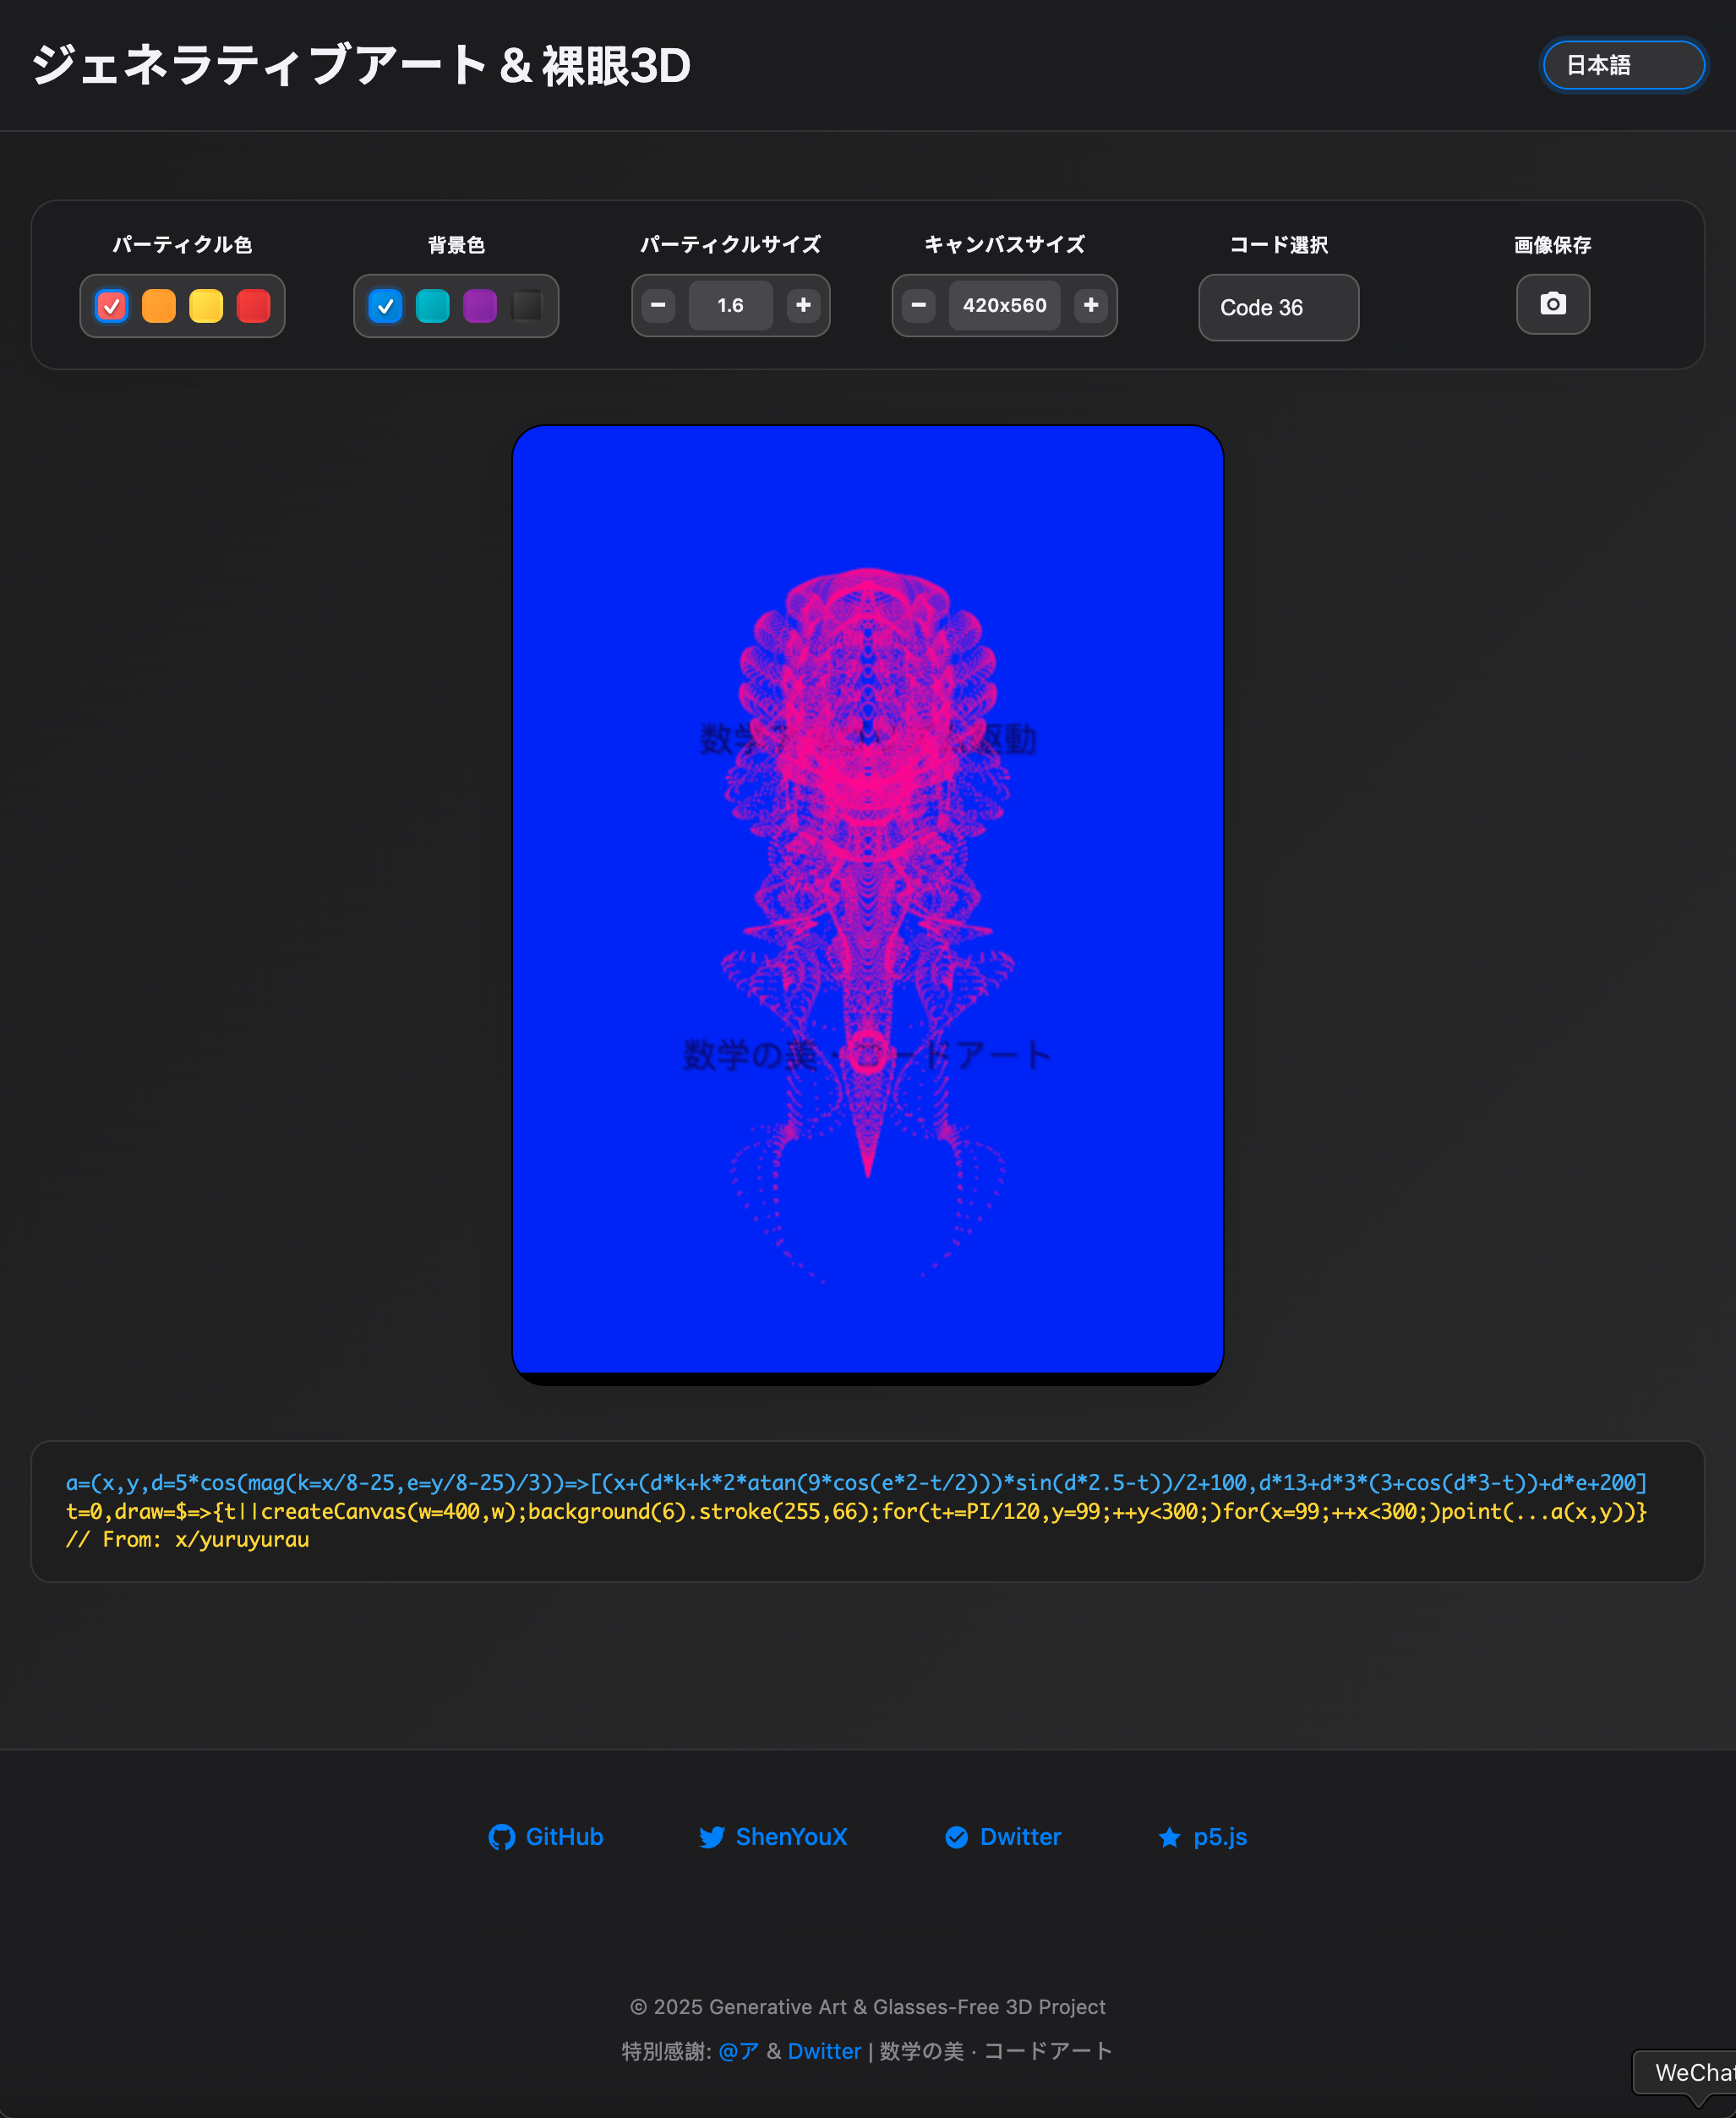 ジェネラティブアート & 裸眼3D
日本語
パーティクル色
背景色
パーティクルサイズ
キャンバスサイズ
コード選択
画像保存
1.6
420x560
Code 36
数学 駆動
数学の美 · コードアート
a=(x,y,d=5*cos(mag(k=x/8-25,e=y/8-25)/3))=>[(x+(d*k+k*2*atan(9*cos(e*2-t/2)))*sin(d*2.5-t))/2+100,d*13+d*3*(3+cos(d*3-t))+d*e+200]
t=0,draw=$=>{t||createCanvas(w=400,w);background(6).stroke(255,66);for(t+=PI/120,y=99;++y<300;)for(x=99;++x<300;)point(...a(x,y))}
// From: x/yuruyurau
GitHub
ShenYouX
Dwitter
p5.js
© 2025 Generative Art & Glasses-Free 3D Project
特別感謝: @ア & Dwitter | 数学の美 · コードアート
WeChat